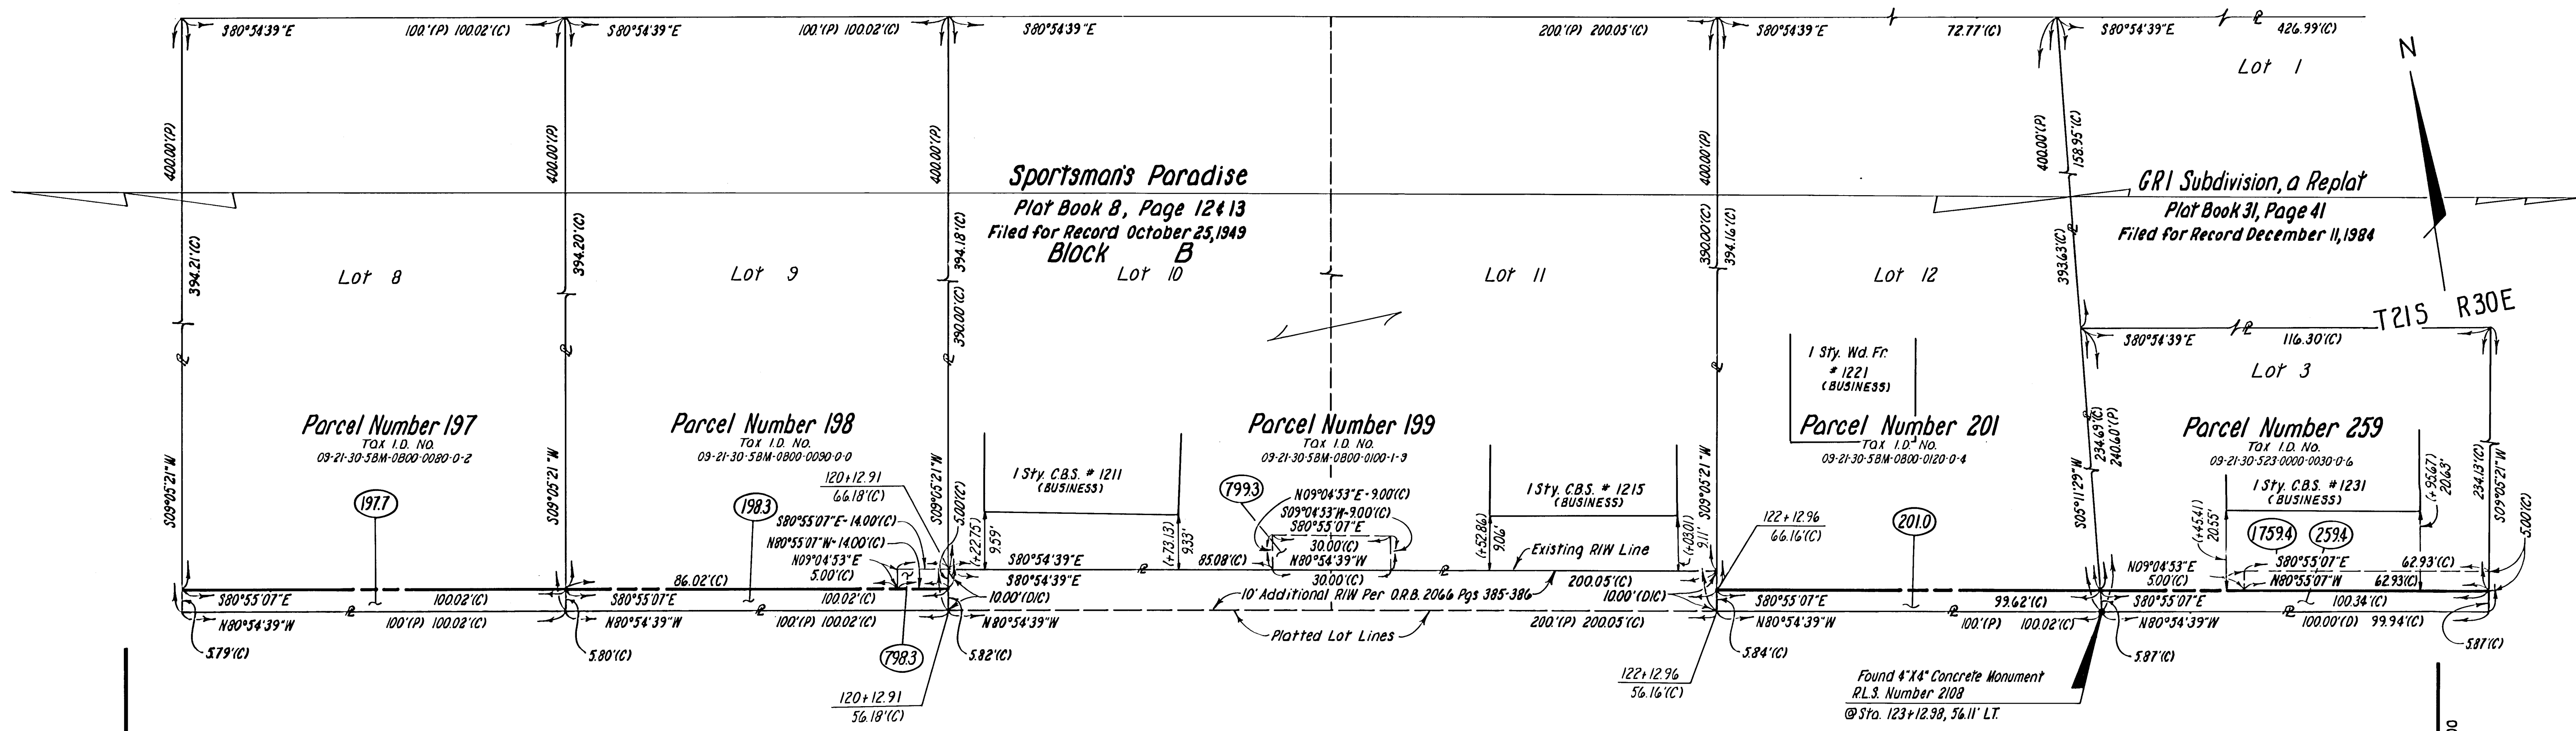 S80°54'39"E 100.'(P) 100.02'(C)
S80°54'39"E 100.'(P) 100.02'(C)
S80°54'39"E 200.'(P) 200.05'(C)
S80°54'39"E 72.77'(C)
S80°54'39"E 426.99'(C)
Lot 1
N
400.00'(P)
400.00'(P)
400.00'(P)
400.00'(P)
400.00'(P)
158.95'(C)
Sportsman's Paradise
Plat Book 8, Page 12&13
Filed for Record October 25, 1949
Block B
GRI Subdivision, a Replat
Plat Book 31, Page 41
Filed for Record December 11, 1984
394.21'(C)
394.20'(C)
394.18'(C)
390.00'(C)
390.00'(C)
394.16'(C)
393.63'(C)
Lot 8
Lot 9
Lot 10
Lot 11
Lot 12
T21S R30E
S80°54'39"E 116.30'(C)
Lot 3
1 Sty. Wd. Fr.
# 1221
(BUSINESS)
Parcel Number 197
Tax I.D. No.
09-21-30-5BM-0B00-0080-0-2
Parcel Number 198
Tax I.D. No.
09-21-30-5BM-0B00-0090-0-0
Parcel Number 199
Tax I.D. No.
09-21-30-5BM-0B00-0100-1-9
Parcel Number 201
Tax I.D. No.
09-21-30-5BM-0B00-0120-0-4
Parcel Number 259
Tax I.D. No.
09-21-30-523-0000-0030-0-6
S09°05'21"W
S09°05'21"W
S09°05'21"W
5.00'(C)
S09°05'21"W
S05°11'29"W
234.69'(C)
240.60'(P)
234.13'(C)
S09°05'21"W
5.00'(C)
197.7
198.3
120+12.91
66.18'(C)
S80°55'07"E-14.00'(C)
N80°55'07"W-14.00'(C)
N09°04'53"E
5.00'(C)
1 Sty. C.B.S. # 1211
(BUSINESS)
(+22.75)
9.59'
(+73.13)
9.33'
799.3
N09°04'53"E-9.00'(C)
S09°04'53"W-9.00'(C)
S80°55'07"E
30.00'(C)
N80°54'39"W
30.00'(C)
1 Sty. C.B.S. # 1215
(BUSINESS)
(+52.86)
9.06'
(+03.01)
9.11'
Existing R/W Line
122+12.96
66.16'(C)
201.0
1 Sty. C.B.S. # 1231
(BUSINESS)
(+45.41)
20.55'
(+95.67)
20.63'
1759.4
259.4
N09°04'53"E
5.00'(C)
S80°55'07"E 62.93'(C)
N80°55'07"W 62.93'(C)
S80°54'39"E 85.08'(C)
S80°54'39"E 200.05'(C)
86.02'(C)
S80°55'07"E 100.02'(C)
S80°55'07"E 100.02'(C)
10.00'(D)(C)
10' Additional R/W Per O.R.B. 2066 Pgs 385-386
10.00'(D)(C)
S80°55'07"E 99.62'(C)
S80°55'07"E 100.34'(C)
N80°54'39"W 100'(P) 100.02'(C)
N80°54'39"W 100'(P) 100.02'(C)
N80°54'39"W 200.'(P) 200.05'(C)
N80°54'39"W 100.'(P) 100.02'(C)
N80°54'39"W 100.00'(D) 99.94'(C)
Platted Lot Lines
5.79'(C)
5.80'(C)
798.3
5.82'(C)
5.84'(C)
5.87'(C)
5.87'(C)
120+12.91
56.18'(C)
122+12.96
56.16'(C)
Found 4"X4" Concrete Monument
R.L.S. Number 2108
@ Sta. 123+12.98, 56.11' LT.